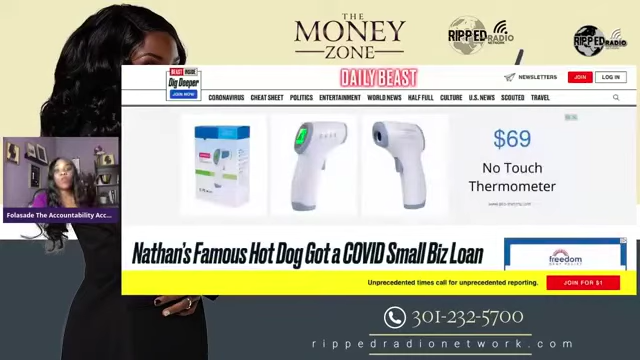 THE
MONEY
ZONE
RIPPED RADIO
NETWORK
RIPPED RADIO
NETWORK
BEAST INSIDE
Dig Deeper
JOIN NOW
DAILY BEAST
NEWSLETTERS
JOIN
LOG IN
CORONAVIRUS CHEAT SHEET POLITICS ENTERTAINMENT WORLD NEWS HALF FULL CULTURE U.S. NEWS SCOUTED TRAVEL
$69
No Touch
Thermometer
Folasade The Accountability Acc...
Nathan's Famous Hot Dog Got a COVID Small Biz Loan
freedom
Unprecedented times call for unprecedented reporting.
JOIN FOR $1
301-232-5700
rippedradionetwork.com